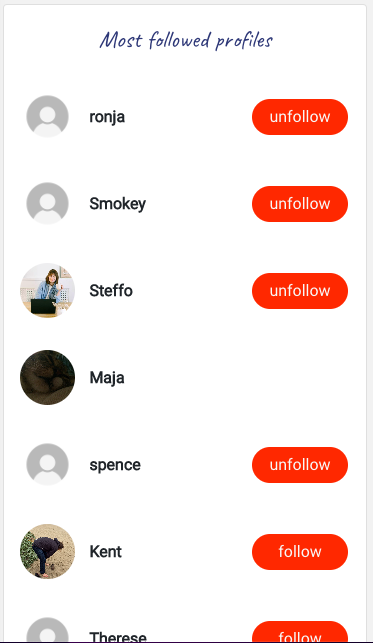 Most followed profiles
ronja
unfollow
Smokey
unfollow
Steffo
unfollow
Maja
spence
unfollow
Kent
follow
Therese
follow